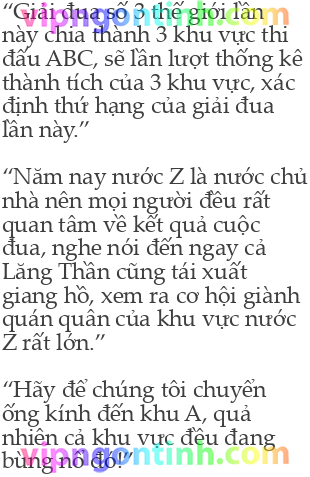 “Giải đua số 3 thế giới lần
này chia thành 3 khu vực thi
đấu ABC, sẽ lần lượt thống kê
thành tích của 3 khu vực, xác
định thứ hạng của giải đua
lần này.”
“Năm nay nước Z là nước chủ
nhà nên mọi người đều rất
quan tâm về kết quả cuộc
đua, nghe nói đến ngay cả
Lăng Thần cũng tái xuất
giang hồ, xem ra cơ hội giành
quán quân của khu vực nước
Z rất lớn.”
“Hãy để chúng tôi chuyển
ống kính đến khu A, quả
nhiên cả khu vực đều đang
bùng nổ đó!”
vipngontinh.com
vipngontinh.com